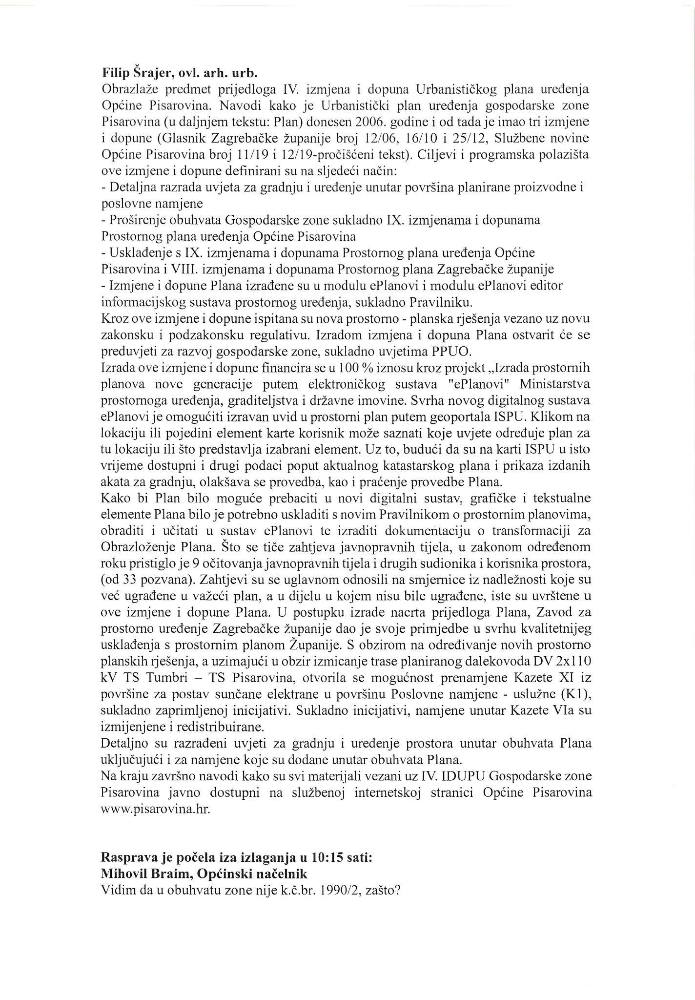 Filip Šrajer, ovl. arh. urb.
Obrazlaže predmet prijedloga IV. izmjena i dopuna Urbanističkog plana uređenja
Općine Pisarovina. Navodi kako je Urbanistički plan uređenja gospodarske zone
Pisarovina (u daljnjem tekstu: Plan) donesen 2006. godine i od tada je imao tri izmjene
i dopune (Glasnik Zagrebačke županije broj 12/06, 16/10 i 25/12, Službene novine
Općine Pisarovina broj 11/19 i 12/19-pročišćeni tekst). Ciljevi i programska polazišta
ove izmjene i dopune definirani su na sljedeći način:
- Detaljna razrada uvjeta za gradnju i uređenje unutar površina planirane proizvodne i
poslovne namjene
- Proširenje obuhvata Gospodarske zone sukladno IX. izmjenama i dopunama
Prostornog plana uređenja Općine Pisarovina
- Usklađenje s IX. izmjenama i dopunama Prostornog plana uređenja Općine
Pisarovina i VIII. izmjenama i dopunama Prostornog plana Zagrebačke županije
- Izmjene i dopune Plana izrađene su u modulu ePlanovi i modulu ePlanovi editor
informacijskog sustava prostornog uređenja, sukladno Pravilniku.
Kroz ove izmjene i dopune ispitana su nova prostorno - planska rješenja vezano uz novu
zakonsku i podzakonsku regulativu. Izradom izmjena i dopuna Plana ostvarit će se
preduvjeti za razvoj gospodarske zone, sukladno uvjetima PPUO.
Izrada ove izmjene i dopune financira se u 100 % iznosu kroz projekt „Izrada prostornih
planova nove generacije putem elektroničkog sustava "ePlanovi" Ministarstva
prostornoga uređenja, graditeljstva i državne imovine. Svrha novog digitalnog sustava
ePlanovi je omogućiti izravan uvid u prostorni plan putem geoportala ISPU. Klikom na
lokaciju ili pojedini element karte korisnik može saznati koje uvjete određuje plan za
tu lokaciju ili što predstavlja izabrani element. Uz to, budući da su na karti ISPU u isto
vrijeme dostupni i drugi podaci poput aktualnog katastarskog plana i prikaza izdanih
akata za gradnju, olakšava se provedba, kao i praćenje provedbe Plana.
Kako bi Plan bilo moguće prebaciti u novi digitalni sustav, grafičke i tekstualne
elemente Plana bilo je potrebno uskladiti s novim Pravilnikom o prostornim planovima,
obraditi i učitati u sustav ePlanovi te izraditi dokumentaciju o transformaciji za
Obrazloženje Plana. Što se tiče zahtjeva javnopravnih tijela, u zakonom određenom
roku pristiglo je 9 očitovanja javnopravnih tijela i drugih sudionika i korisnika prostora,
(od 33 pozvana). Zahtjevi su se uglavnom odnosili na smjernice iz nadležnosti koje su
već ugrađene u važeći plan, a u dijelu u kojem nisu bile ugrađene, iste su uvrštene u
ove izmjene i dopune Plana. U postupku izrade nacrta prijedloga Plana, Zavod za
prostorno uređenje Zagrebačke županije dao je svoje primjedbe u svrhu kvalitetnijeg
usklađenja s prostornim planom Županije. S obzirom na određivanje novih prostorno
planskih rješenja, a uzimajući u obzir izmicanje trase planiranog dalekovoda DV 2x110
kV TS Tumbri – TS Pisarovina, otvorila se mogućnost prenamjene Kazete XI iz
površine za postav sunčane elektrane u površinu Poslovne namjene - uslužne (K1),
sukladno zaprimljenoj inicijativi. Sukladno inicijativi, namjene unutar Kazete VIa su
izmijenjene i redistribuirane.
Detaljno su razrađeni uvjeti za gradnju i uređenje prostora unutar obuhvata Plana
uključujući i za namjene koje su dodane unutar obuhvata Plana.
Na kraju završno navodi kako su svi materijali vezani uz IV. IDUPU Gospodarske zone
Pisarovina javno dostupni na službenoj internetskoj stranici Općine Pisarovina
www.pisarovina.hr.
Rasprava je počela iza izlaganja u 10:15 sati:
Mihovil Braim, Općinski načelnik
Vidim da u obuhvatu zone nije k.č.br. 1990/2, zašto?